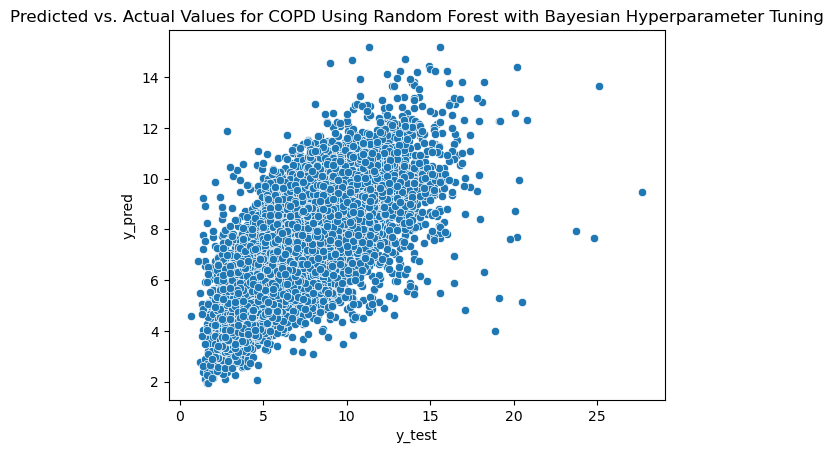 Predicted vs. Actual Values for COPD Using Random Forest with Bayesian Hyperparameter Tuning
14
12
10
8
6
4
2
y_pred
0 5 10 15 20 25
y_test